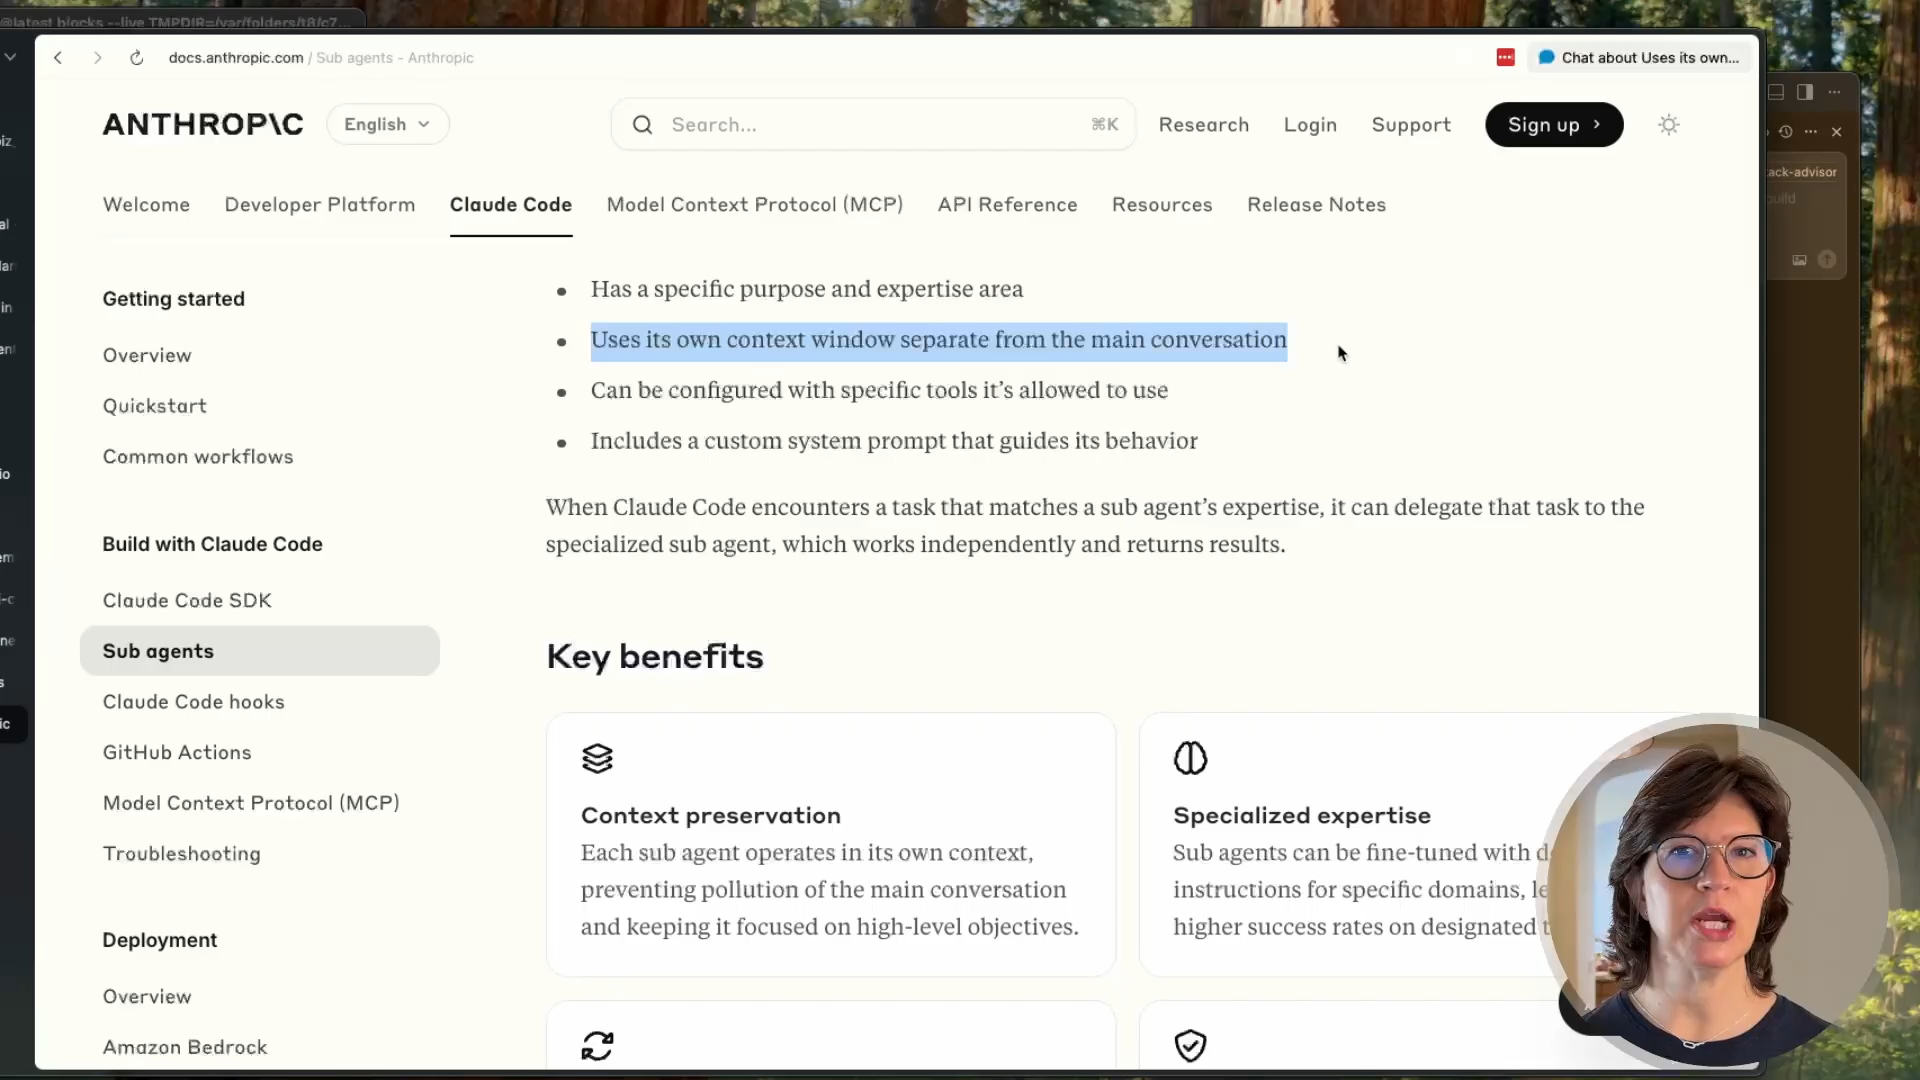 @latest blocks --live TMPDIR=/var/folders/t8/c7...
docs.anthropic.com / Sub agents - Anthropic
Chat about Uses its own...
ANTHROP\C
English
Search...
⌘K
Research
Login
Support
Sign up
Welcome
Developer Platform
Claude Code
Model Context Protocol (MCP)
API Reference
Resources
Release Notes
Getting started
Overview
Quickstart
Common workflows
Build with Claude Code
Claude Code SDK
Sub agents
Claude Code hooks
GitHub Actions
Model Context Protocol (MCP)
Troubleshooting
Deployment
Overview
Amazon Bedrock
• Has a specific purpose and expertise area
• Uses its own context window separate from the main conversation
• Can be configured with specific tools it's allowed to use
• Includes a custom system prompt that guides its behavior
When Claude Code encounters a task that matches a sub agent's expertise, it can delegate that task to the
specialized sub agent, which works independently and returns results.
Key benefits
Context preservation
Each sub agent operates in its own context,
preventing pollution of the main conversation
and keeping it focused on high-level objectives.
Specialized expertise
Sub agents can be fine-tuned with
instructions for specific domains,
higher success rates on designated
ack-advisor